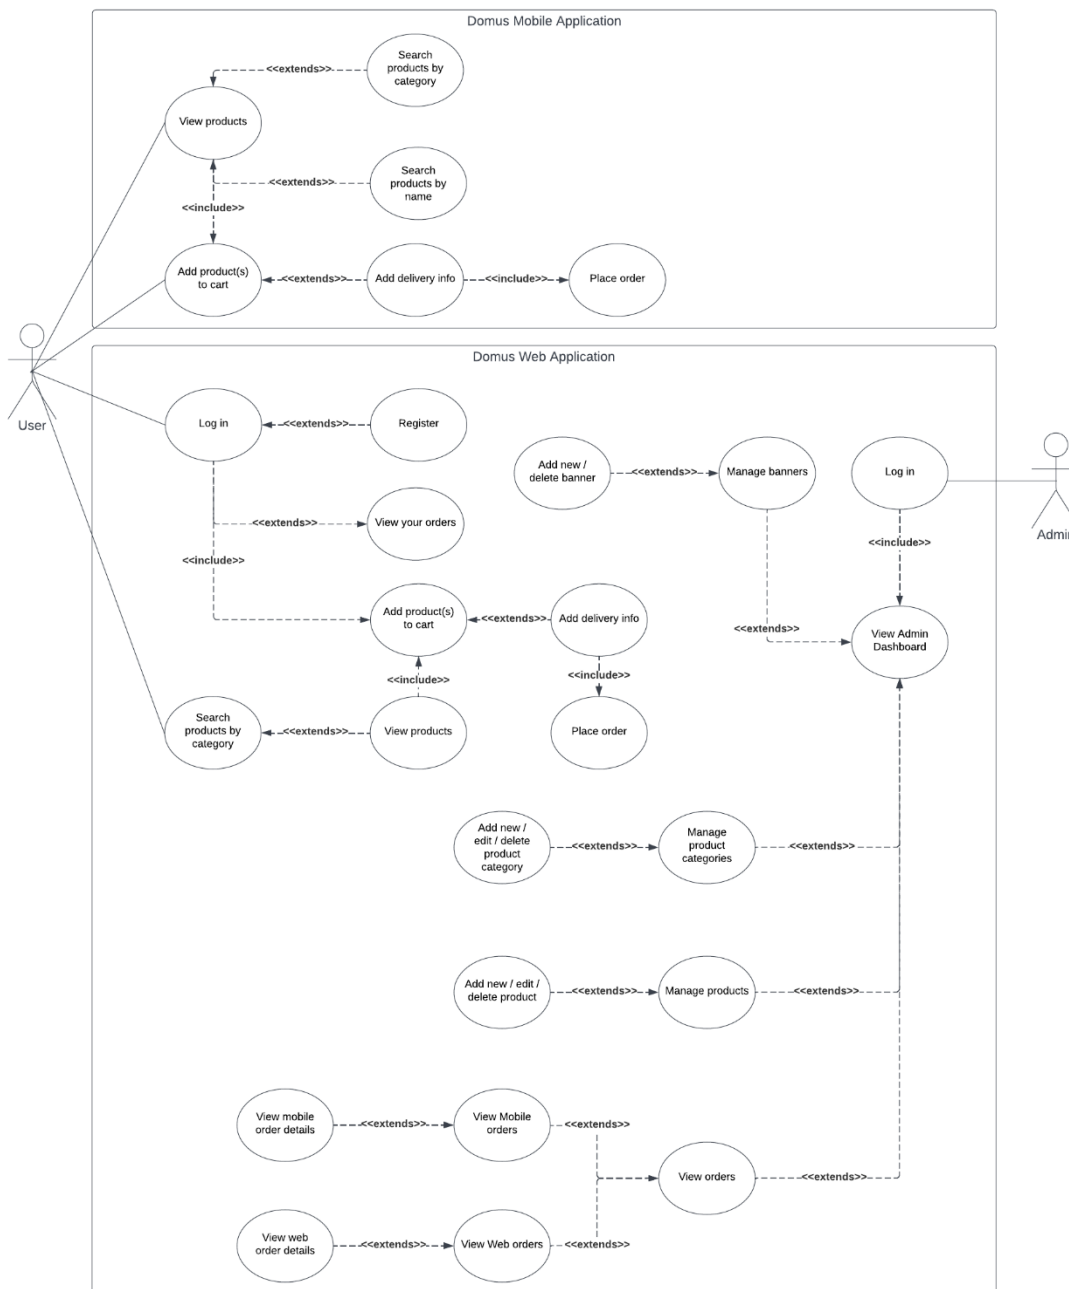 Domus Mobile Application
Search
products by
category
<<extends>>
View products
Search
products by
name
<<extends>>
<<include>>
Add product(s)
to cart
<<extends>>
Add delivery info
<<include>>
Place order
User
Domus Web Application
Log in
<<extends>>
Register
Add new /
delete banner
<<extends>>
Manage banners
Log in
Admin
<<extends>>
View your orders
<<include>>
<<include>>
Add product(s)
to cart
<<extends>>
Add delivery info
<<extends>>
View Admin
Dashboard
<<include>>
<<include>>
Search
products by
category
<<extends>>
View products
Place order
Add new /
edit / delete
product
category
<<extends>>
Manage
product
categories
<<extends>>
Add new / edit /
delete product
<<extends>>
Manage products
<<extends>>
View mobile
order details
<<extends>>
View Mobile
orders
<<extends>>
View orders
<<extends>>
View web
order details
<<extends>>
View Web orders
<<extends>>